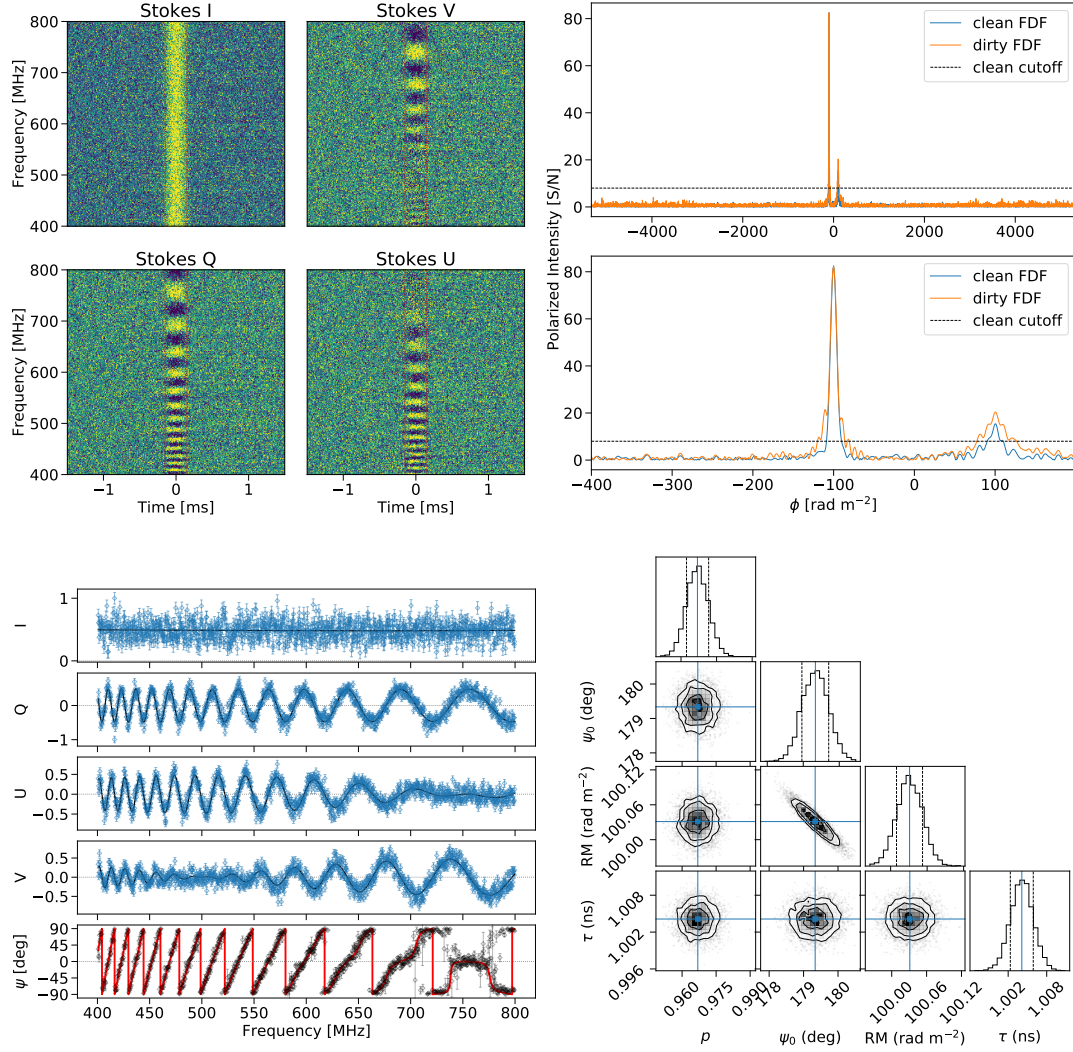 Stokes I
Stokes V
800
700
600
500
400
Frequency [MHz]
Stokes Q
Stokes U
800
700
600
500
400
Frequency [MHz]
−1
0
1
−1
0
1
Time [ms]
Time [ms]
80
60
40
20
0
clean FDF
dirty FDF
clean cutoff
−4000
−2000
0
2000
4000
Polarized Intensity [S/N]
80
60
40
20
0
clean FDF
dirty FDF
clean cutoff
−400
−300
−200
−100
0
100
ϕ [rad m−2]
I
1
0
Q
0
−1
U
0.5
0.0
−0.5
V
0.5
0.0
−0.5
ψ [deg]
90
45
0
−45
−90
400
450
500
550
600
650
700
750
800
Frequency [MHz]
ψ0 (deg)
180
179
178
RM (rad m−2)
100.12
100.06
100.00
τ (ns)
1.008
1.002
0.996
0.960
0.975
0.990
p
178
179
180
ψ0 (deg)
100.00
100.06
100.12
RM (rad m−2)
0.996
1.002
1.008
τ (ns)